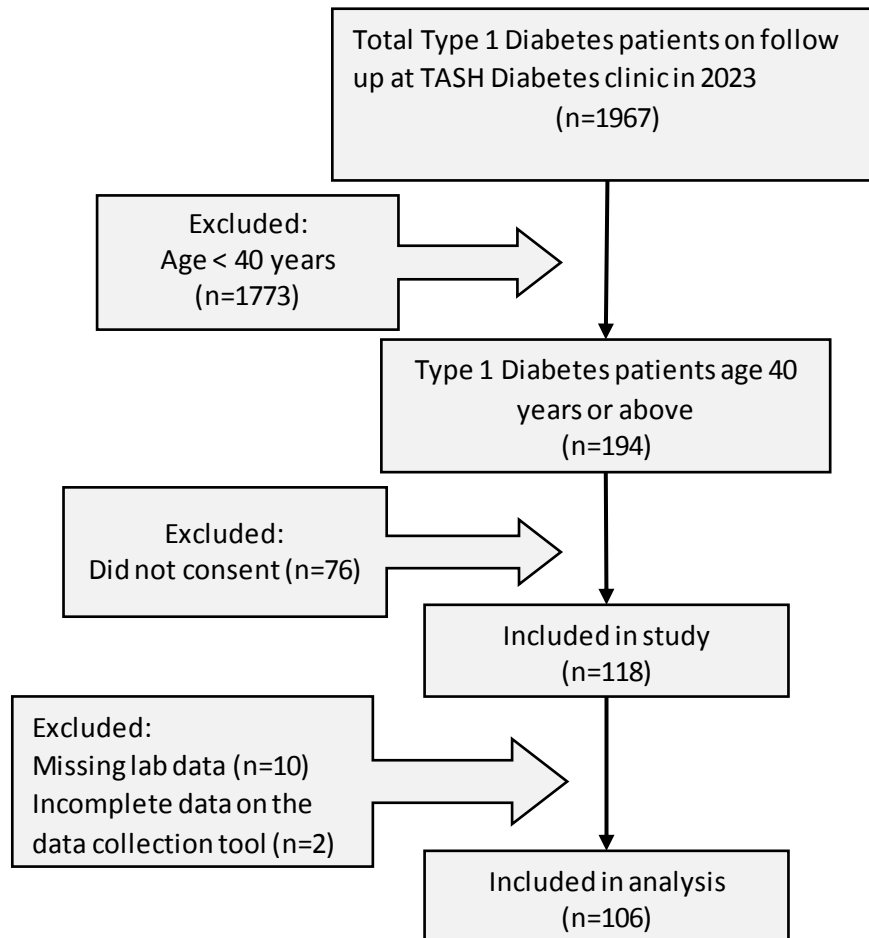 Total Type 1 Diabetes patients on follow
up at TASH Diabetes clinic in 2023
(n=1967)
Excluded:
Age < 40 years
(n=1773)
Type 1 Diabetes patients age 40
years or above
(n=194)
Excluded:
Did not consent (n=76)
Included in study
(n=118)
Excluded:
Missing lab data (n=10)
Incomplete data on the
data collection tool (n=2)
Included in analysis
(n=106)